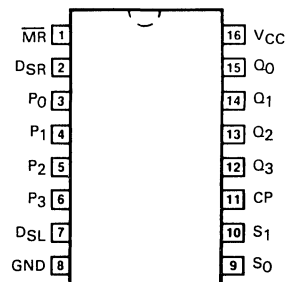 M̅R̅ 1 16 VCC
DSR 2 15 Q0
P0 3 14 Q1
P1 4 13 Q2
P2 5 12 Q3
P3 6 11 CP
DSL 7 10 S1
GND 8 9 S0